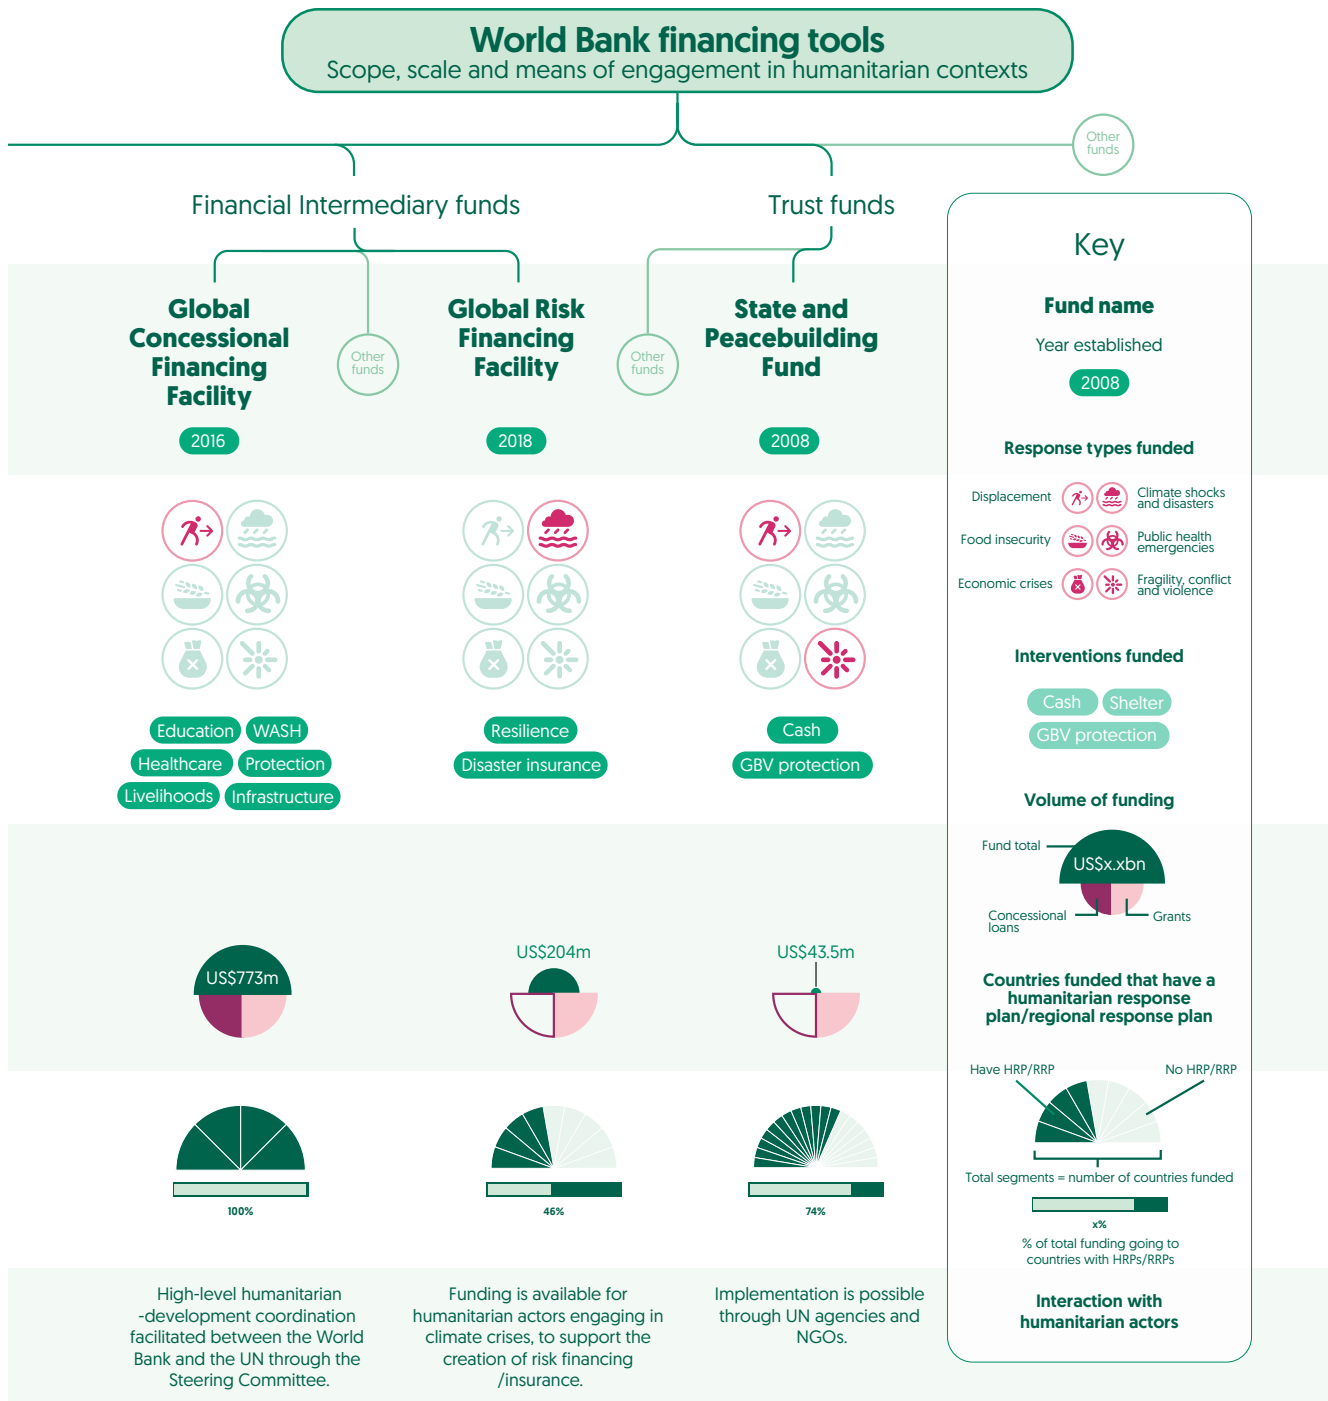 World Bank financing tools
Scope, scale and means of engagement in humanitarian contexts
Other
funds
Financial Intermediary funds
Trust funds
Global
Concessional
Financing
Facility
2016
Other
funds
Global Risk
Financing
Facility
2018
Other
funds
State and
Peacebuilding
Fund
2008
Education
WASH
Healthcare
Protection
Livelihoods
Infrastructure
Resilience
Disaster insurance
Cash
GBV protection
US$773m
US$204m
US$43.5m
100%
46%
74%
High-level humanitarian
-development coordination
facilitated between the World
Bank and the UN through the
Steering Committee.
Funding is available for
humanitarian actors engaging in
climate crises, to support the
creation of risk financing
/insurance.
Implementation is possible
through UN agencies and
NGOs.
Key
Fund name
Year established
2008
Response types funded
Displacement
Climate shocks
and disasters
Food insecurity
Public health
emergencies
Economic crises
Fragility, conflict
and violence
Interventions funded
Cash
Shelter
GBV protection
Volume of funding
Fund total
US$x.xbn
Concessional
loans
Grants
Countries funded that have a
humanitarian response
plan/regional response plan
Have HRP/RRP
No HRP/RRP
Total segments = number of countries funded
x%
% of total funding going to
countries with HRPs/RRPs
Interaction with
humanitarian actors